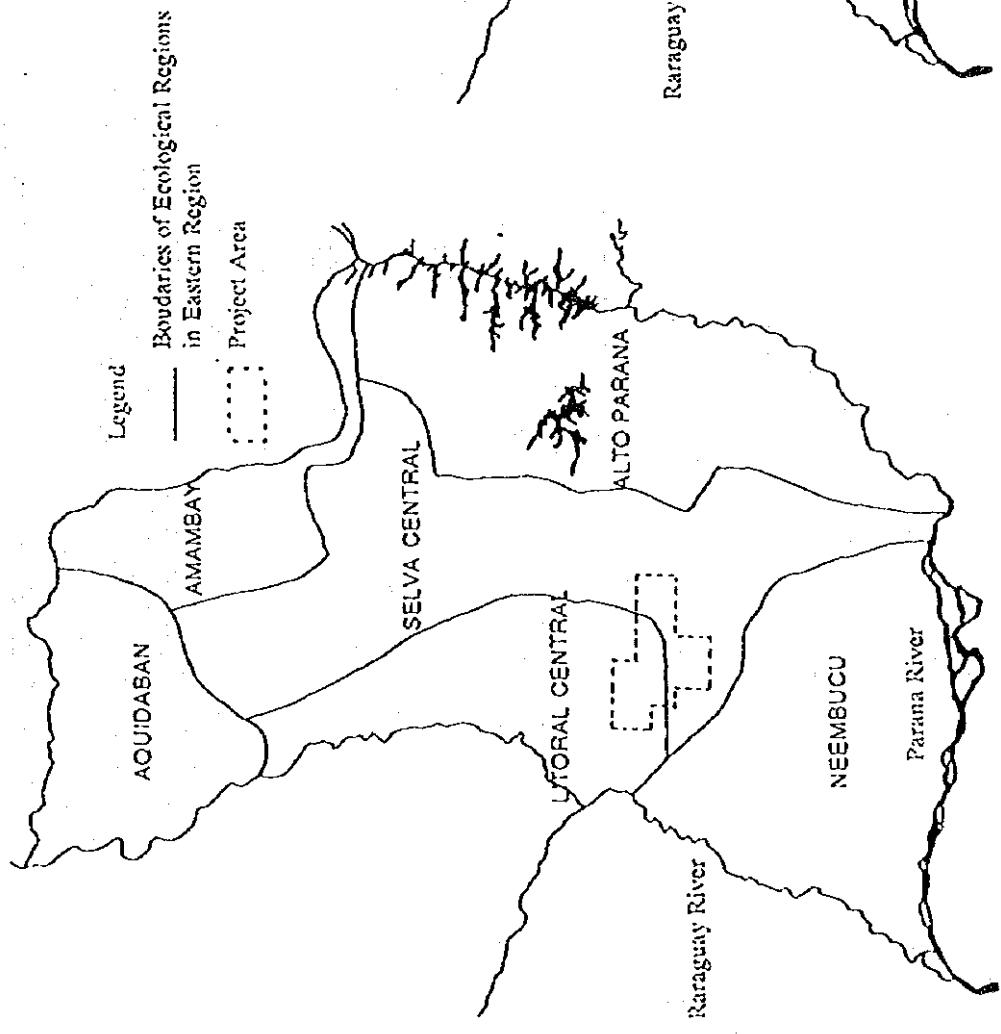 Legend
Boudaries of Ecological Regions
in Eastern Region
Project Area
AQUIDABAN
AMAMBAY
SELVA CENTRAL
LITORAL CENTRAL
ALTO PARANA
NEEMBUCU
Raraguay River
Parana River
Raraguay